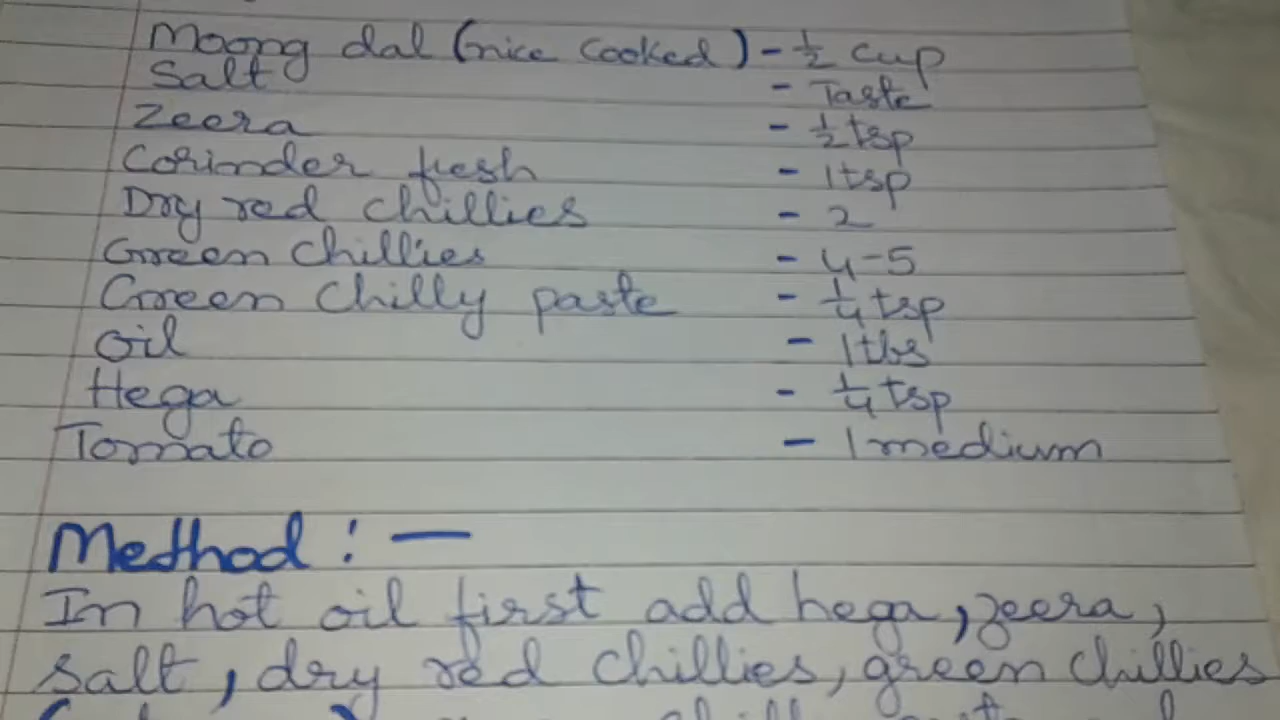 Moong dal (nice cooked) - ½ cup
Salt - Taste
Zeera - ½ tsp
Corinder fresh - 1 tsp
Dry red chillies - 2
Green chillies - 4-5
Green chilly paste - ¼ tsp
Oil - 1 tbs
Hega - ¼ tsp
Tomato - 1 medium
Method : —
In hot oil first add hega, zeera,
salt, dry red chillies, green chillies